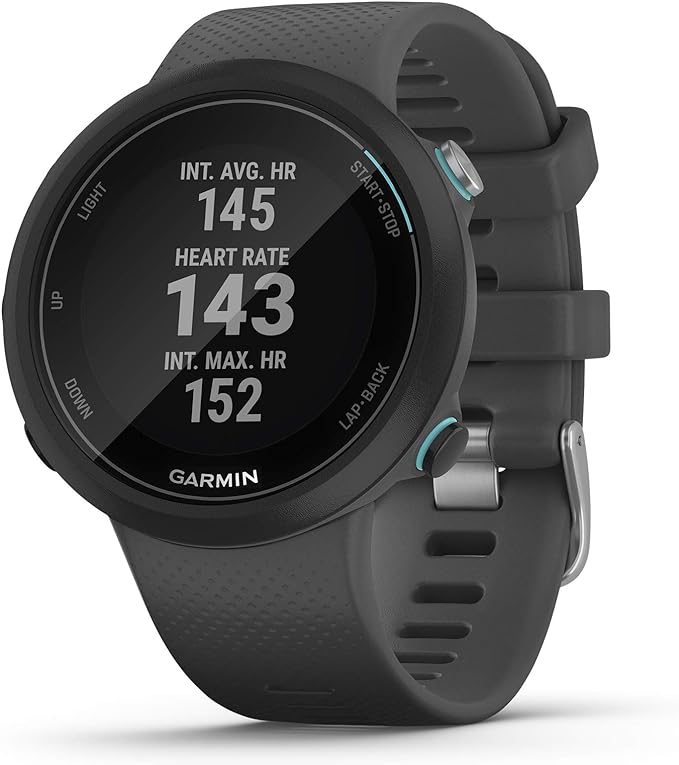 INT. AVG. HR
145
HEART RATE
143
INT. MAX. HR
152
GARMIN
LIGHT
UP
DOWN
START•STOP
LAP•BACK